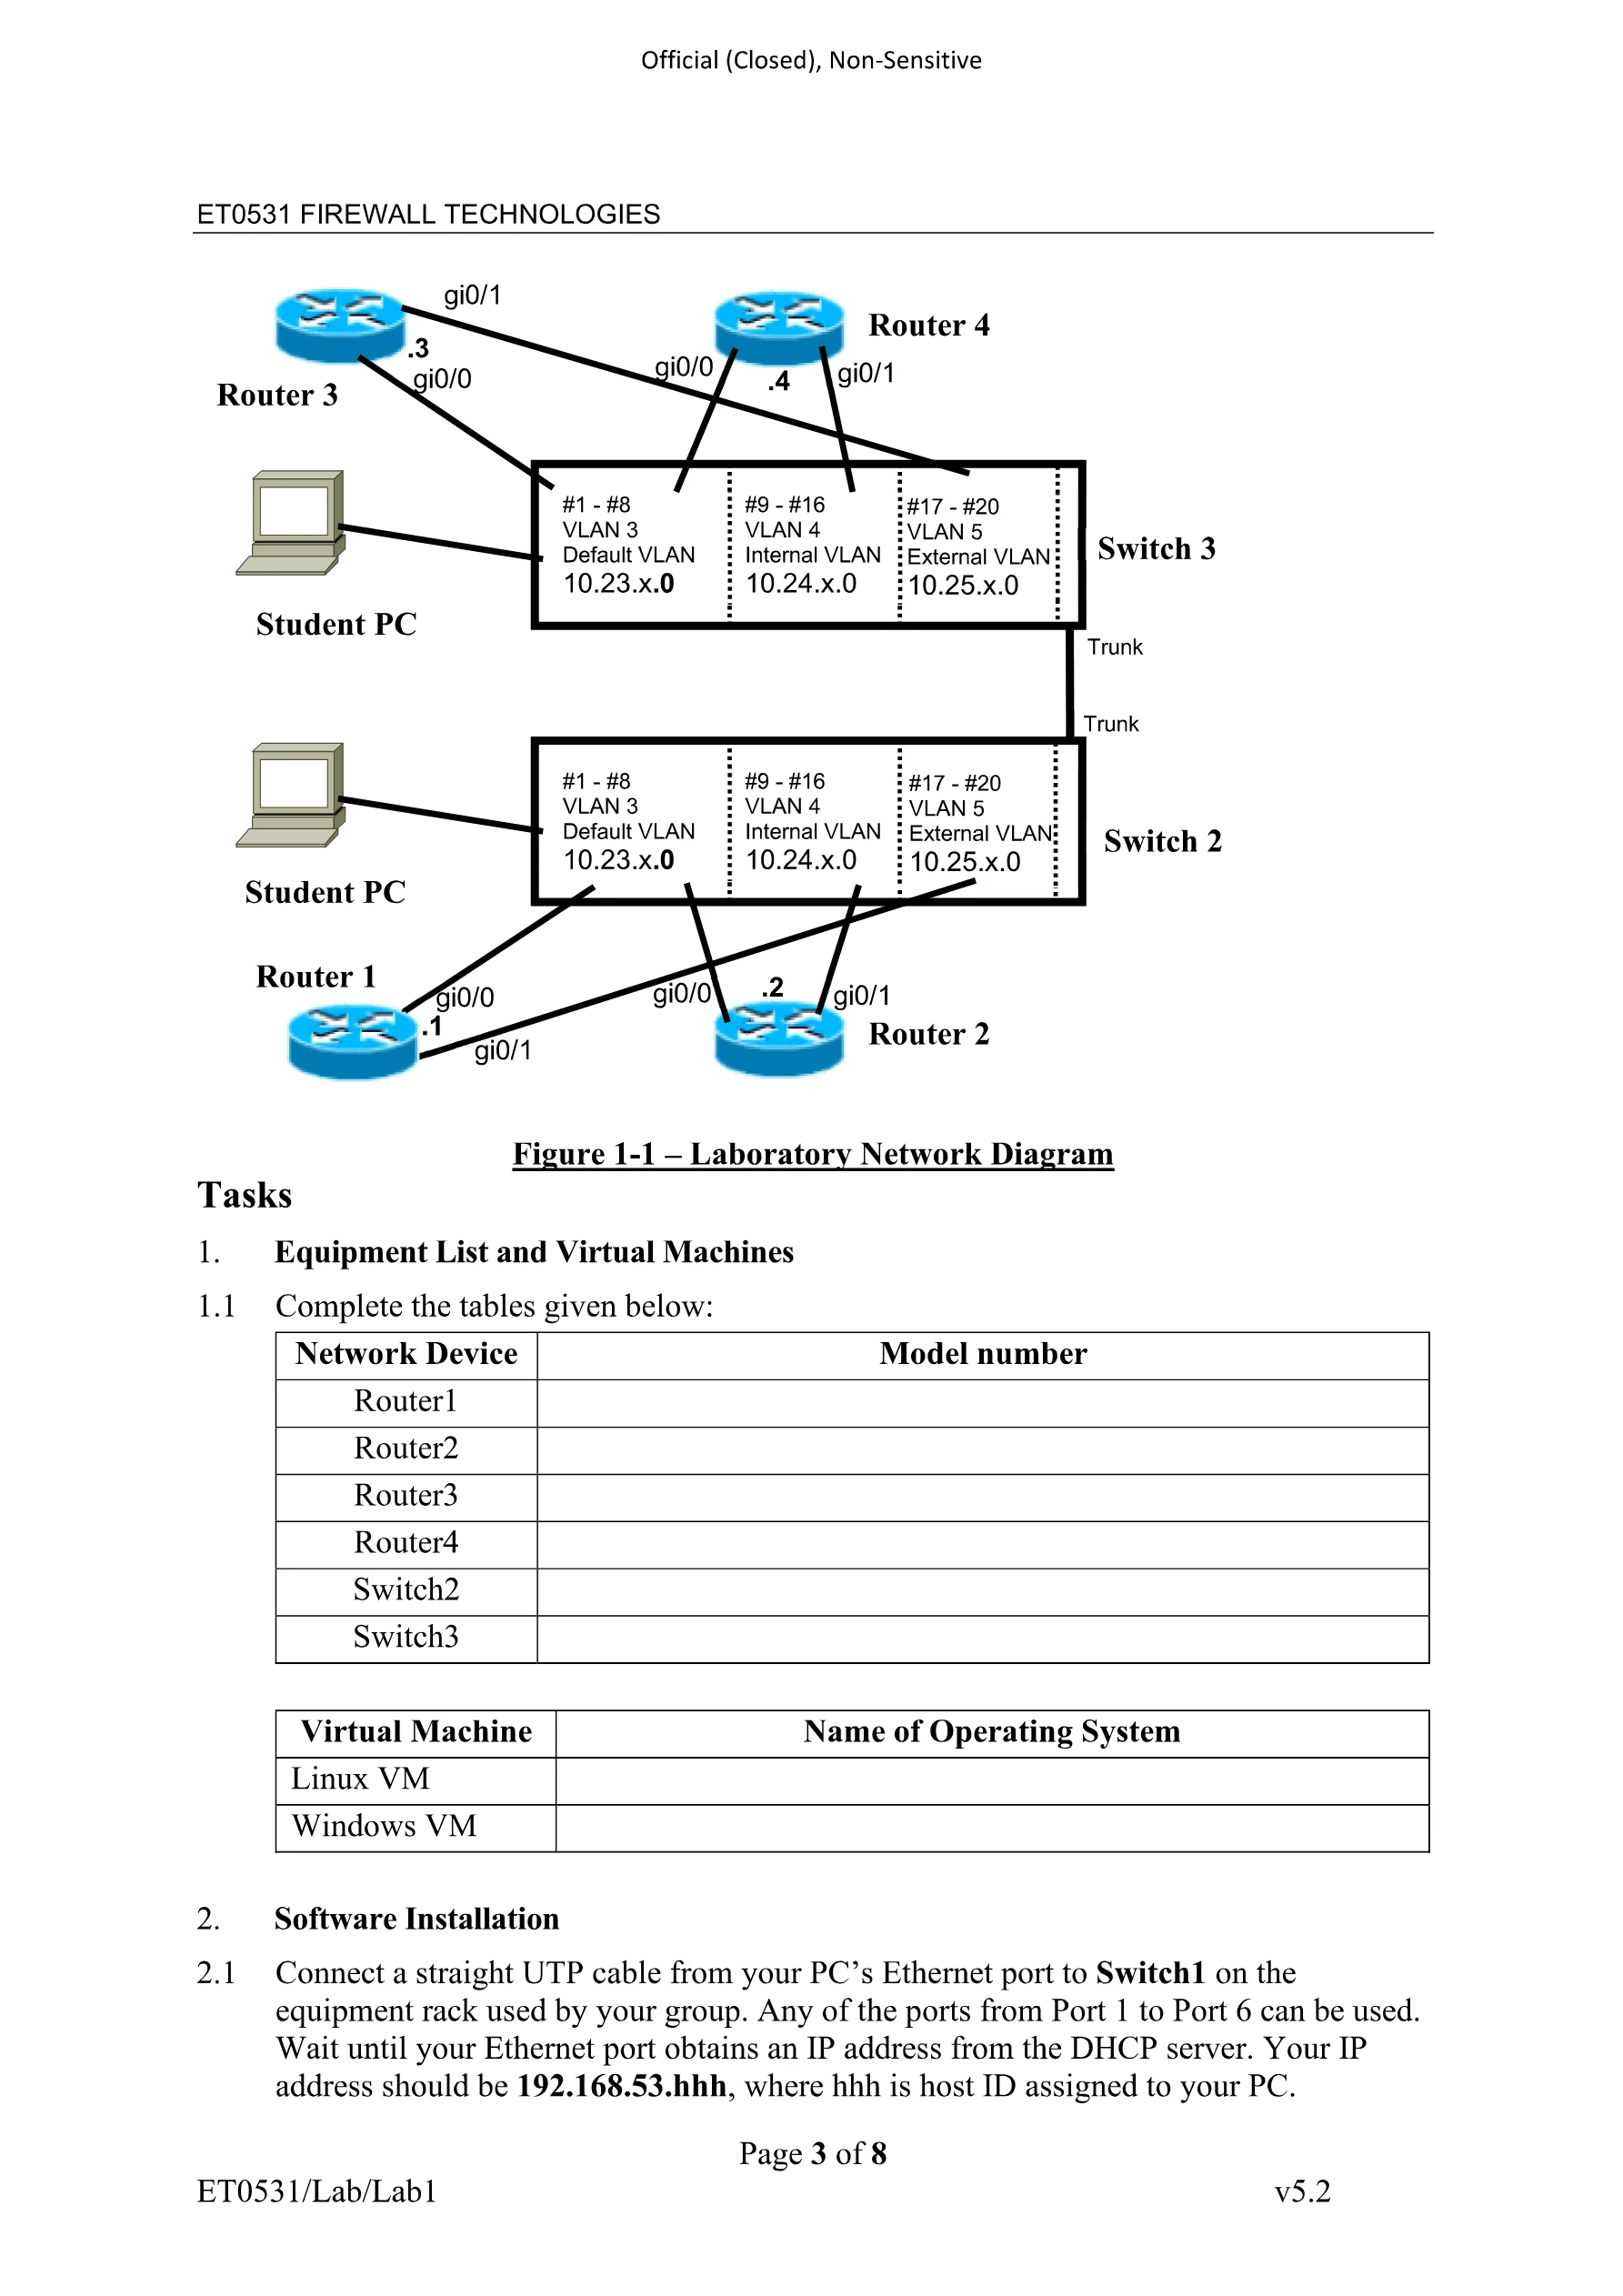 Official (Closed), Non-Sensitive
ET0531 FIREWALL TECHNOLOGIES
gi0/1
Router 4
.3
gi0/0
gi0/0
.4
gi0/1
Router 3
#1 - #8
VLAN 3
Default VLAN
10.23.x.0
#9 - #16
VLAN 4
Internal VLAN
10.24.x.0
#17 - #20
VLAN 5
External VLAN
10.25.x.0
Switch 3
Student PC
Trunk
Trunk
#1 - #8
VLAN 3
Default VLAN
10.23.x.0
#9 - #16
VLAN 4
Internal VLAN
10.24.x.0
#17 - #20
VLAN 5
External VLAN
10.25.x.0
Switch 2
Student PC
Router 1
gi0/0
.1
gi0/1
gi0/0
.2
gi0/1
Router 2
Figure 1-1 – Laboratory Network Diagram
Tasks
1. Equipment List and Virtual Machines
1.1 Complete the tables given below:
Network Device Model number
Router1
Router2
Router3
Router4
Switch2
Switch3
Virtual Machine Name of Operating System
Linux VM
Windows VM
2. Software Installation
2.1 Connect a straight UTP cable from your PC’s Ethernet port to Switch1 on the
equipment rack used by your group. Any of the ports from Port 1 to Port 6 can be used.
Wait until your Ethernet port obtains an IP address from the DHCP server. Your IP
address should be 192.168.53.hhh, where hhh is host ID assigned to your PC.
Page 3 of 8
ET0531/Lab/Lab1 v5.2